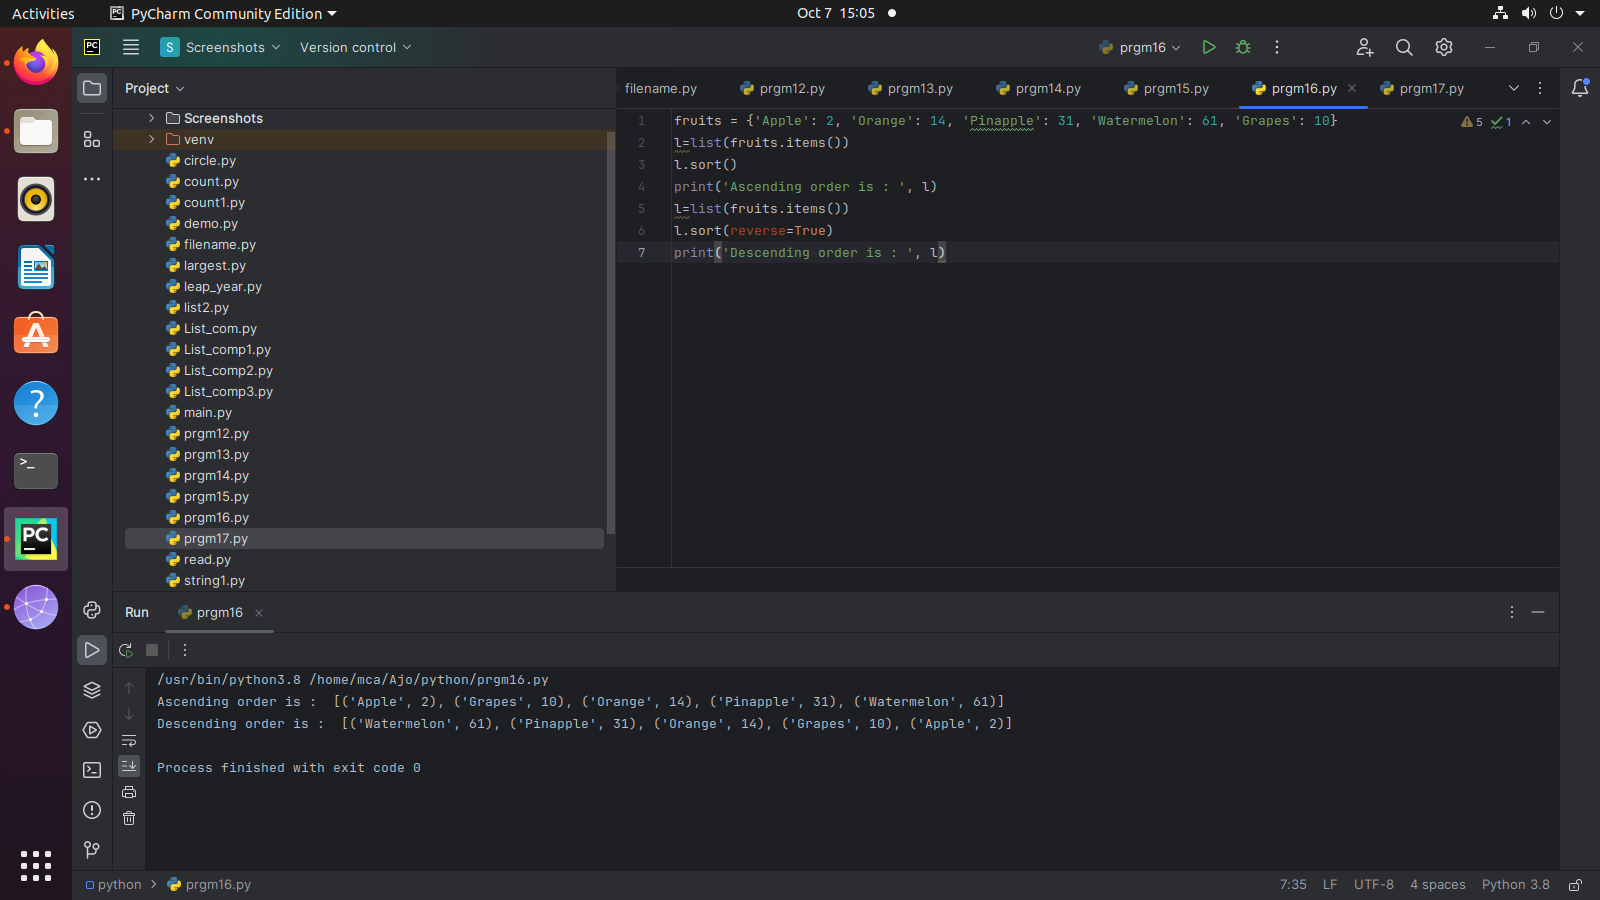 Activities
PyCharm Community Edition
Oct 7 15:05
PC
S Screenshots
Version control
prgm16
Project
filename.py
prgm12.py
prgm13.py
prgm14.py
prgm15.py
prgm16.py
prgm17.py
Screenshots
venv
circle.py
count.py
count1.py
demo.py
filename.py
largest.py
leap_year.py
list2.py
List_com.py
List_comp1.py
List_comp2.py
List_comp3.py
main.py
prgm12.py
prgm13.py
prgm14.py
prgm15.py
prgm16.py
prgm17.py
read.py
string1.py
1 fruits = {'Apple': 2, 'Orange': 14, 'Pinapple': 31, 'Watermelon': 61, 'Grapes': 10}
5 1
2 l=list(fruits.items())
3 l.sort()
4 print('Ascending order is : ', l)
5 l=list(fruits.items())
6 l.sort(reverse=True)
7 print('Descending order is : ', l)
PC
Run
prgm16
/usr/bin/python3.8 /home/mca/Ajo/python/prgm16.py
Ascending order is :  [('Apple', 2), ('Grapes', 10), ('Orange', 14), ('Pinapple', 31), ('Watermelon', 61)]
Descending order is :  [('Watermelon', 61), ('Pinapple', 31), ('Orange', 14), ('Grapes', 10), ('Apple', 2)]
Process finished with exit code 0
python > prgm16.py
7:35 LF UTF-8 4 spaces Python 3.8